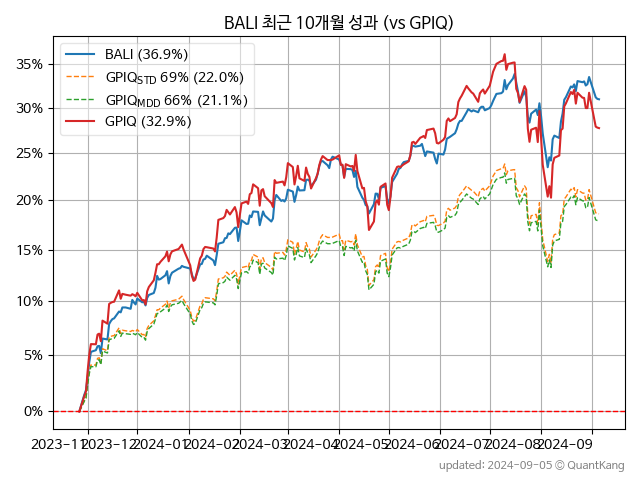 BALI 최근 10개월 성과 (vs GPIQ)
BALI (36.9%)
GPIQSTD 69% (22.0%)
GPIQMDD 66% (21.1%)
GPIQ (32.9%)
35%
30%
25%
20%
15%
10%
5%
0%
2023-11 2023-12 2024-01 2024-02 2024-03 2024-04 2024-05 2024-06 2024-07 2024-08 2024-09
updated: 2024-09-05 © QuantKang